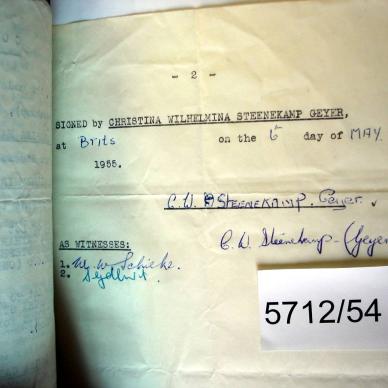 - 2 -
SIGNED by CHRISTINA WILHELMINA STEENEKAMP GEYER,
at Brits on the 6 day of MAY
1955.
C. W. STEENEKAMP. Geyer.
C. W. Steenekamp - (Geyer
AS WITNESSES:
1.
2.
5712/54